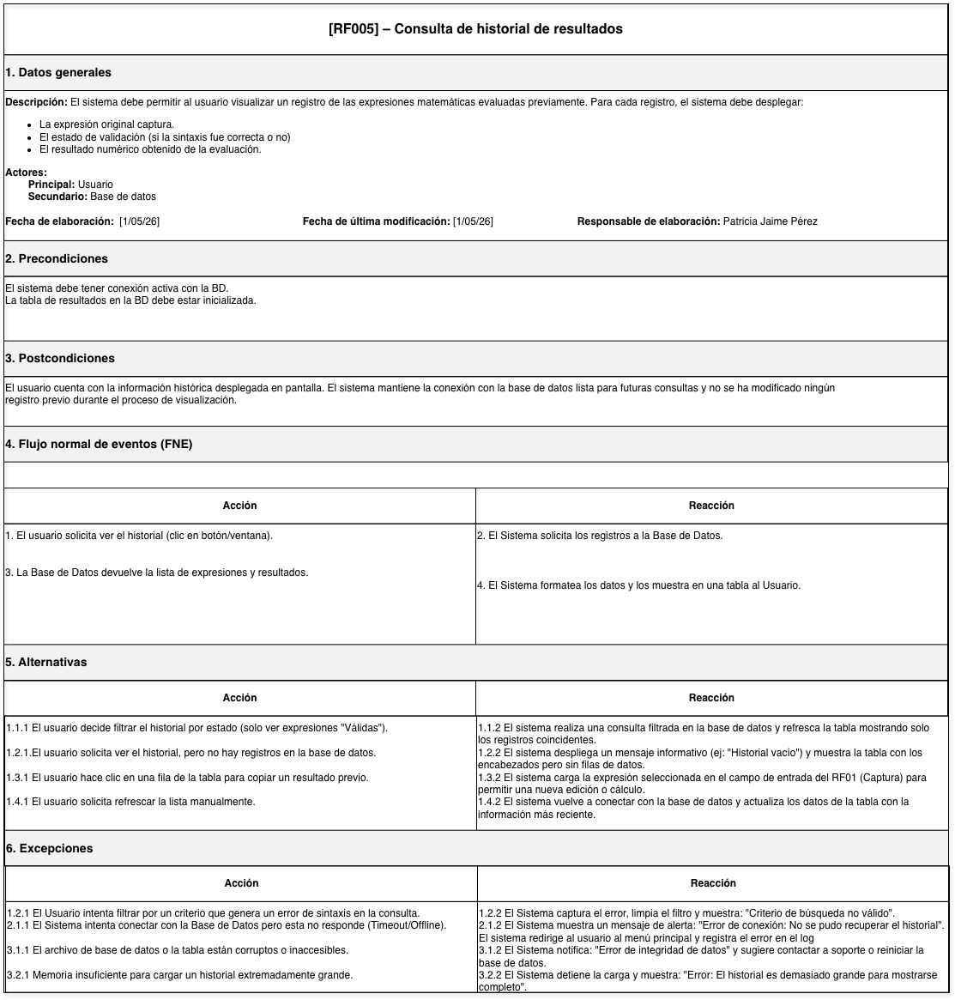 [RF005] – Consulta de historial de resultados
1. Datos generales
Descripción: El sistema debe permitir al usuario visualizar un registro de las expresiones matemáticas evaluadas previamente. Para cada registro, el sistema debe desplegar:
• La expresión original captura.
• El estado de validación (si la sintaxis fue correcta o no)
• El resultado numérico obtenido de la evaluación.
Actores:
Principal: Usuario
Secundario: Base de datos
Fecha de elaboración: [1/05/26] Fecha de última modificación: [1/05/26] Responsable de elaboración: Patricia Jaime Pérez
2. Precondiciones
El sistema debe tener conexión activa con la BD.
La tabla de resultados en la BD debe estar inicializada.
3. Postcondiciones
El usuario cuenta con la información histórica desplegada en pantalla. El sistema mantiene la conexión con la base de datos lista para futuras consultas y no se ha modificado ningún
registro previo durante el proceso de visualización.
4. Flujo normal de eventos (FNE)
Acción Reacción
1. El usuario solicita ver el historial (clic en botón/ventana).
2. El Sistema solicita los registros a la Base de Datos.
3. La Base de Datos devuelve la lista de expresiones y resultados.
4. El Sistema formatea los datos y los muestra en una tabla al Usuario.
5. Alternativas
Acción Reacción
1.1.1 El usuario decide filtrar el historial por estado (solo ver expresiones "Válidas").
1.1.2 El sistema realiza una consulta filtrada en la base de datos y refresca la tabla mostrando solo
los registros coincidentes.
1.2.1.El usuario solicita ver el historial, pero no hay registros en la base de datos.
1.2.2 El sistema despliega un mensaje informativo (ej: "Historial vacío") y muestra la tabla con los
encabezados pero sin filas de datos.
1.3.1 El usuario hace clic en una fila de la tabla para copiar un resultado previo.
1.3.2 El sistema carga la expresión seleccionada en el campo de entrada del RF01 (Captura) para
permitir una nueva edición o cálculo.
1.4.1 El usuario solicita refrescar la lista manualmente.
1.4.2 El sistema vuelve a conectar con la base de datos y actualiza los datos de la tabla con la
información más reciente.
6. Excepciones
Acción Reacción
1.2.1 El Usuario intenta filtrar por un criterio que genera un error de sintaxis en la consulta.
1.2.2 El Sistema captura el error, limpia el filtro y muestra: "Criterio de búsqueda no válido".
2.1.1 El Sistema intenta conectar con la Base de Datos pero esta no responde (Timeout/Offline).
2.1.2 El Sistema muestra un mensaje de alerta: "Error de conexión: No se pudo recuperar el historial".
El sistema redirige al usuario al menú principal y registra el error en el log
3.1.1 El archivo de base de datos o la tabla están corruptos o inaccesibles.
3.1.2 El Sistema notifica: "Error de integridad de datos" y sugiere contactar a soporte o reiniciar la
base de datos.
3.2.1 Memoria insuficiente para cargar un historial extremadamente grande.
3.2.2 El Sistema detiene la carga y muestra: "Error: El historial es demasiado grande para mostrarse
completo".